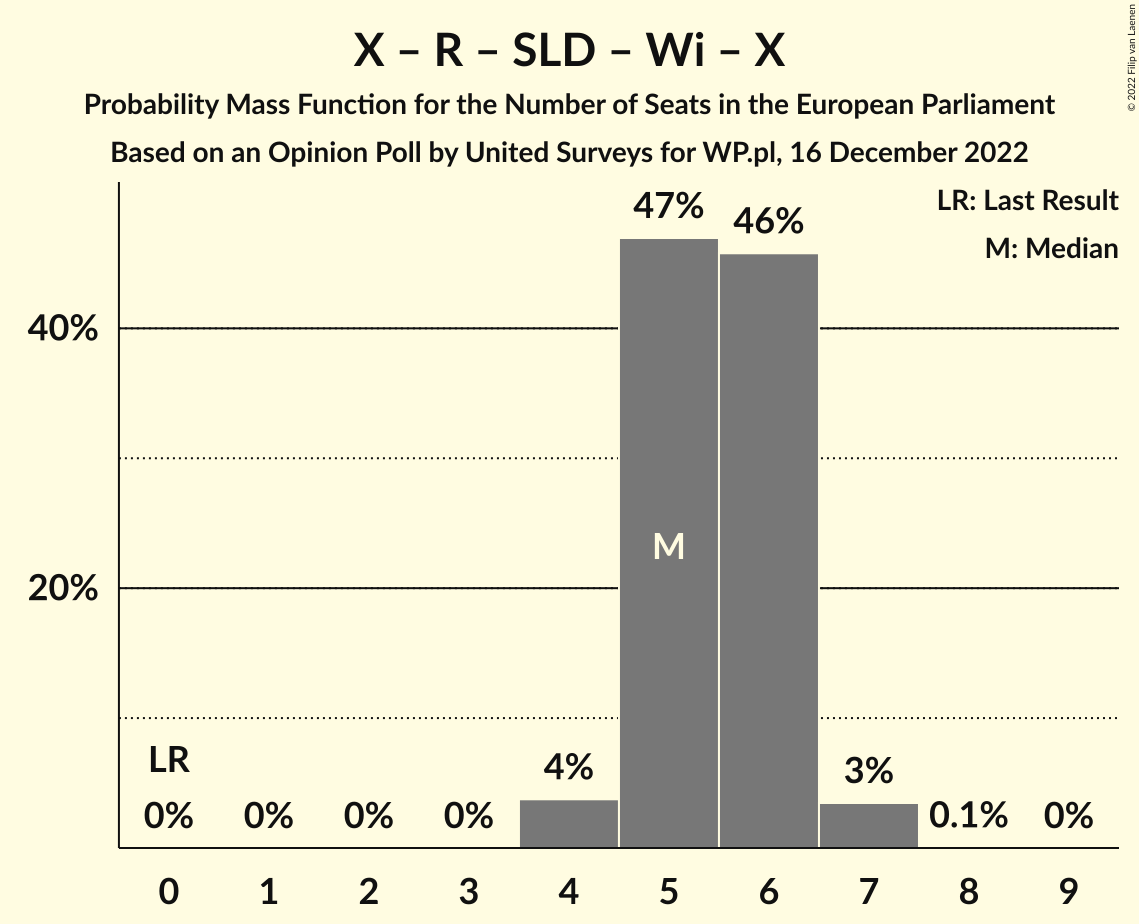 X – R – SLD – Wi – X
Probability Mass Function for the Number of Seats in the European Parliament
Based on an Opinion Poll by United Surveys for WP.pl, 16 December 2022
© 2022 Filip van Laenen
LR: Last Result
M: Median
47%
46%
40%
M
20%
LR
4%
3%
0%
0%
0%
0%
0.1%
0%
0 1 2 3 4 5 6 7 8 9